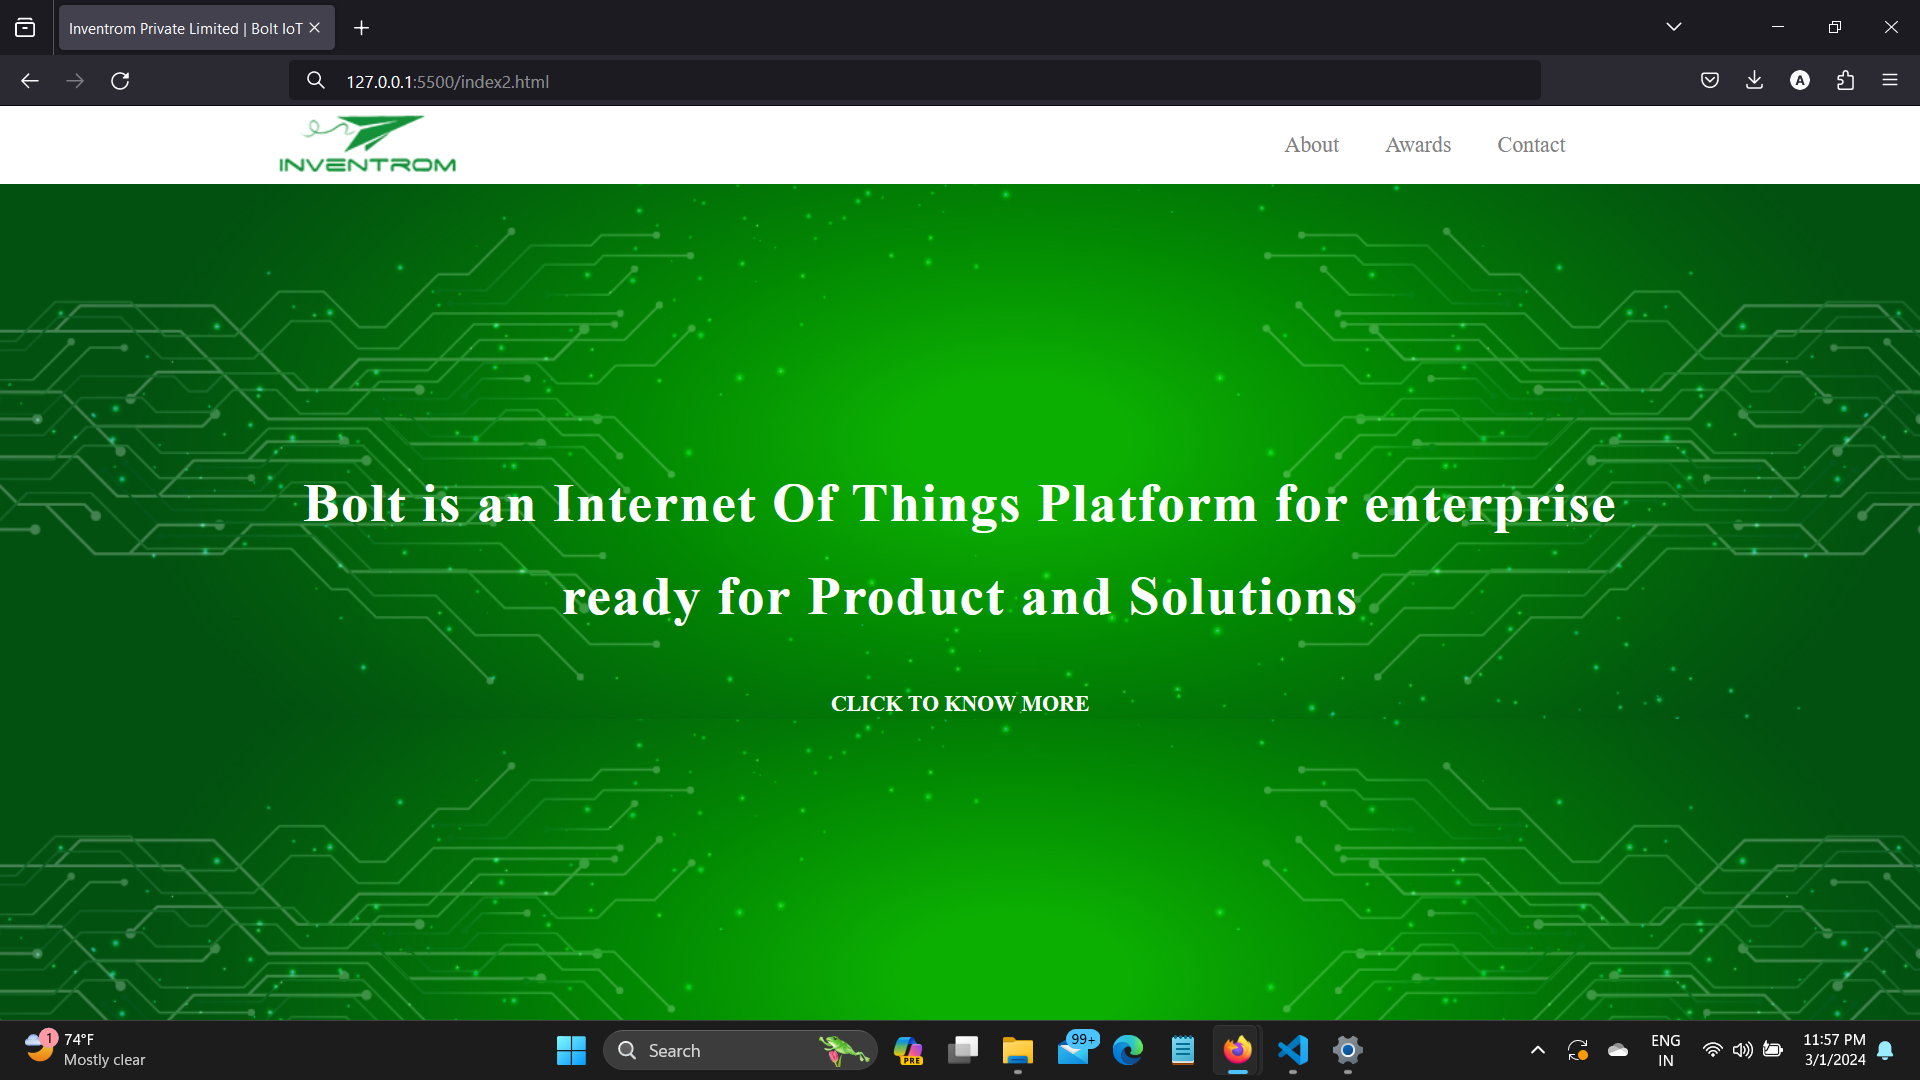 Inventrom Private Limited | Bolt IoT
127.0.0.1:5500/index2.html
A
INVENTROM
About Awards Contact
Bolt is an Internet Of Things Platform for enterprise
ready for Product and Solutions
CLICK TO KNOW MORE
1
74°F
Mostly clear
Search
PRE
99+
ENG
IN
11:57 PM
3/1/2024